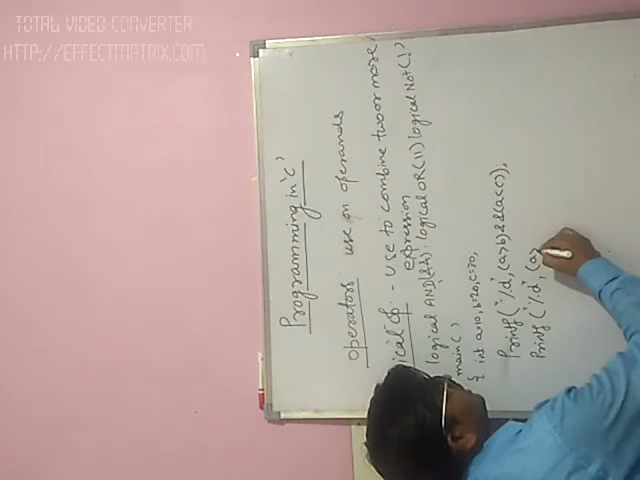 TOTAL VIDEO CONVERTER
HTTP://EFFECTMATRIX.COM
Programming in 'c'
operators: use on operands
ical op. - use to combine two or more
expression
logical AND(&&), logical OR(||) logical Not(!)
main()
{ int a=10, b=20, c=30,
Printf("%d", (a>b)&&(a<c));
Printf("%d", (a>